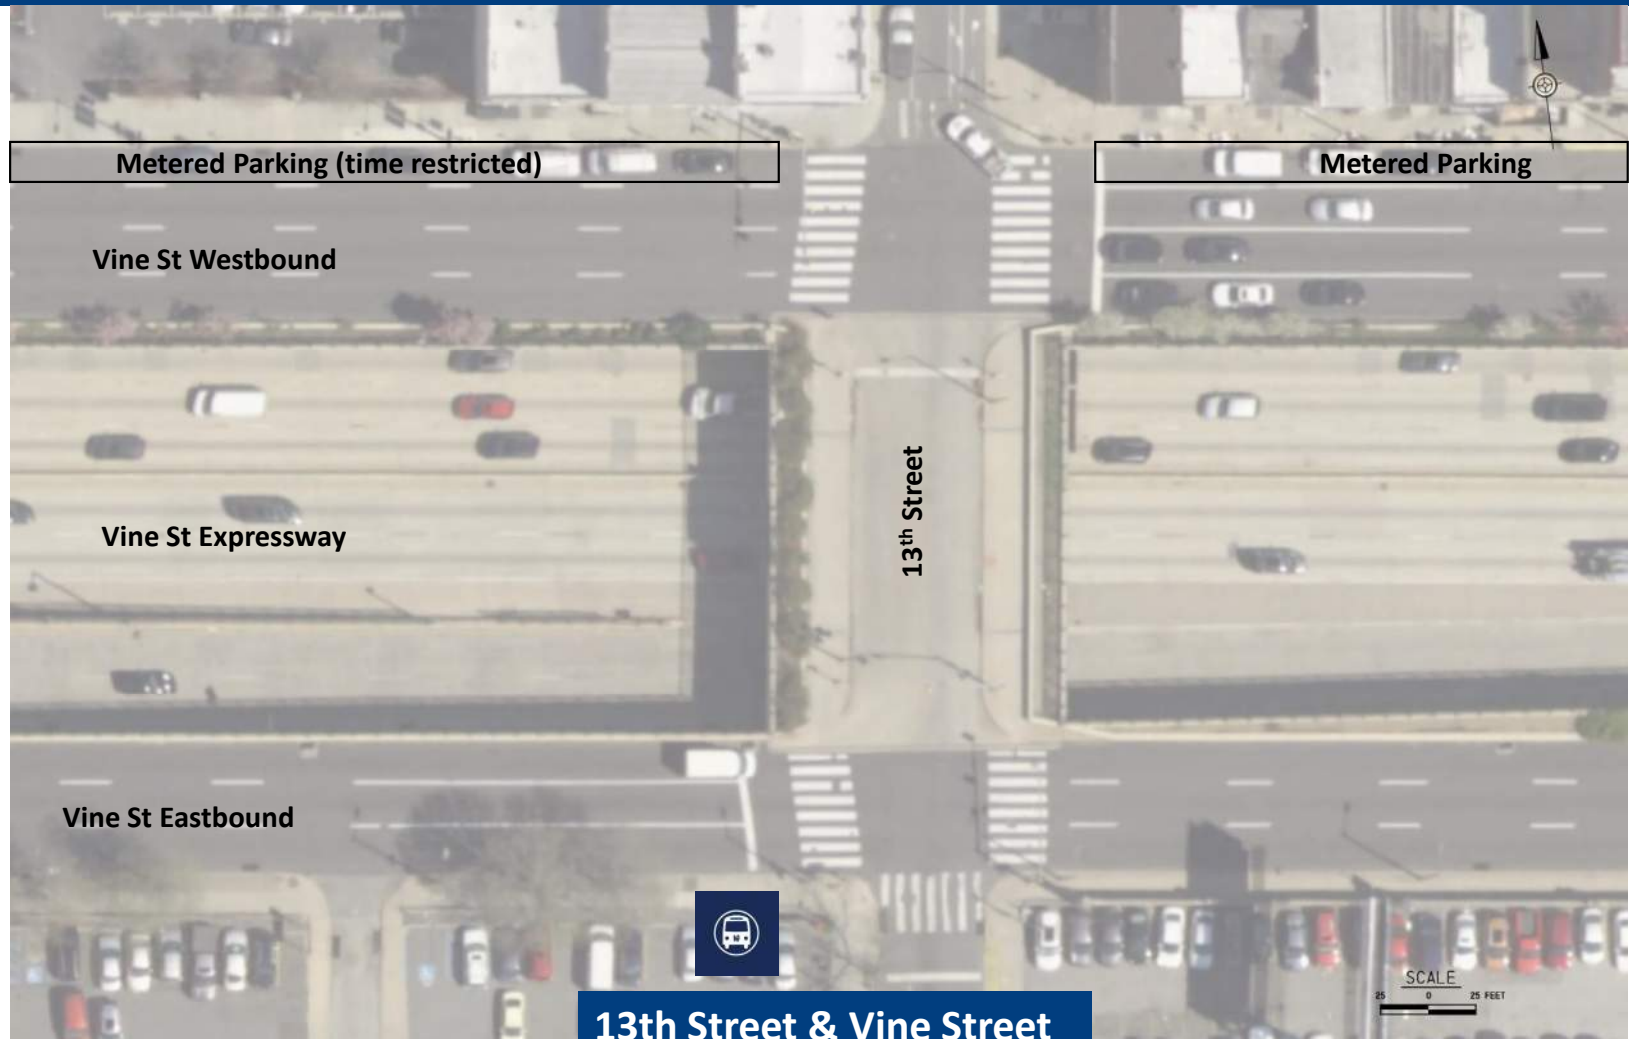 Metered Parking (time restricted)
Metered Parking
Vine St Westbound
13th Street
Vine St Expressway
Vine St Eastbound
SCALE
25 0 25 FEET
13th Street & Vine Street